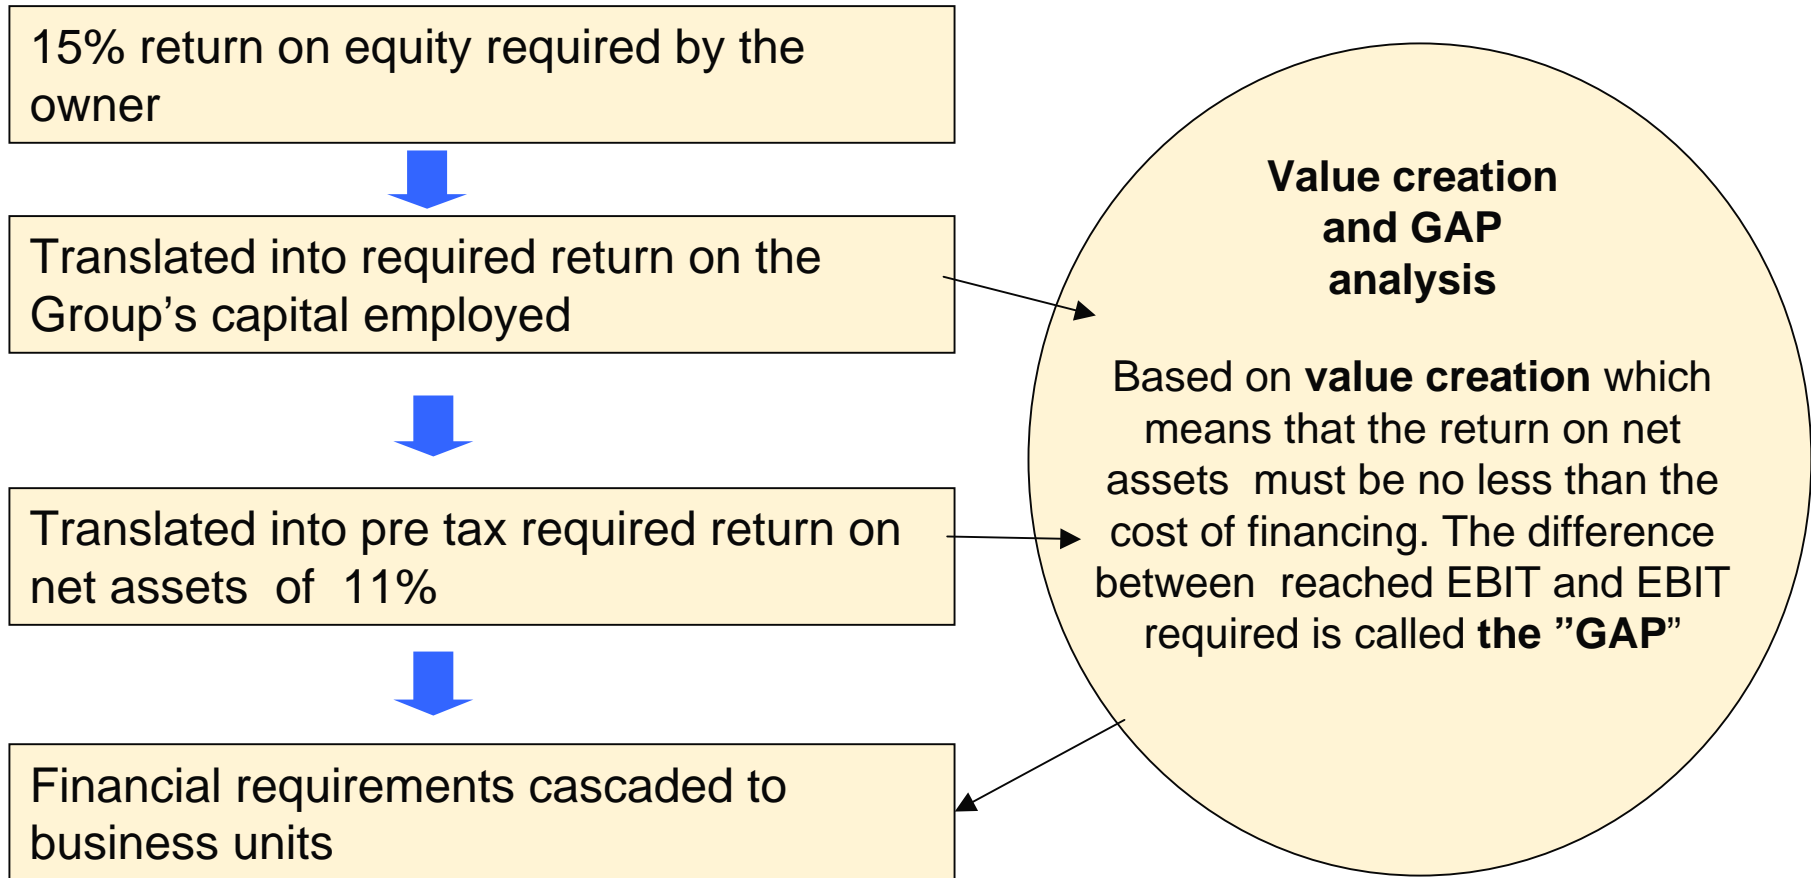 15% return on equity required by the
owner
Translated into required return on the
Group's capital employed
Translated into pre tax required return on
net assets  of  11%
Financial requirements cascaded to
business units
Value creation
and GAP
analysis
Based on value creation which
means that the return on net
assets  must be no less than the
cost of financing. The difference
between  reached EBIT and EBIT
required is called the ”GAP”